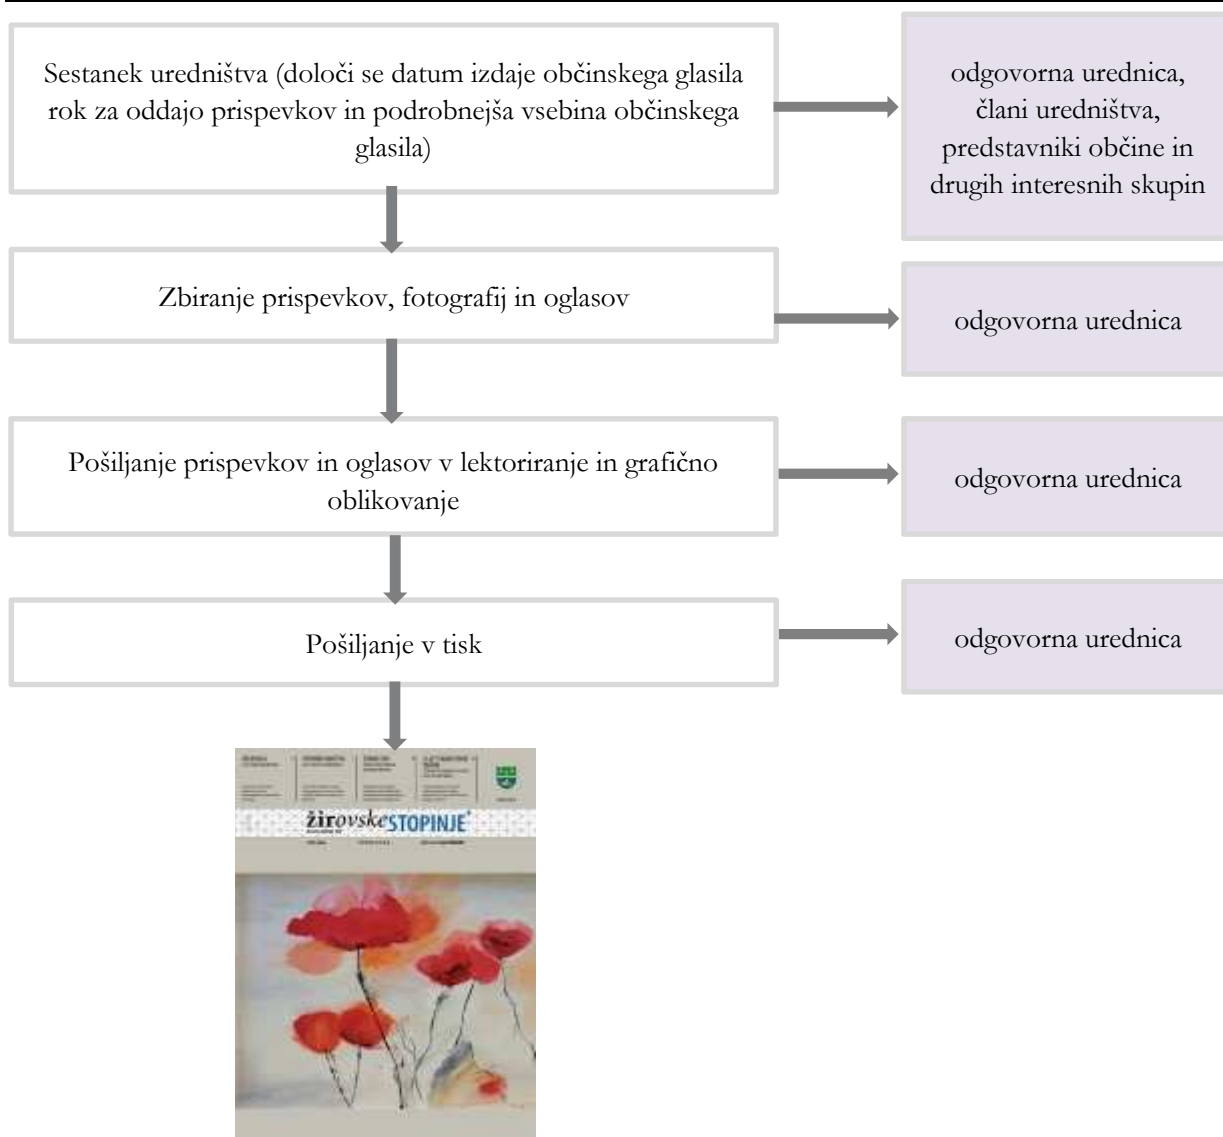 Sestanek uredništva (določi se datum izdaje občinskega glasila
rok za oddajo prispevkov in podrobnejša vsebina občinskega
glasila)
odgovorna urednica,
člani uredništva,
predstavniki občine in
drugih interesnih skupin
Zbiranje prispevkov, fotografij in oglasov
odgovorna urednica
Pošiljanje prispevkov in oglasov v lektoriranje in grafično
oblikovanje
odgovorna urednica
Pošiljanje v tisk
odgovorna urednica
žirovskeSTOPINJE